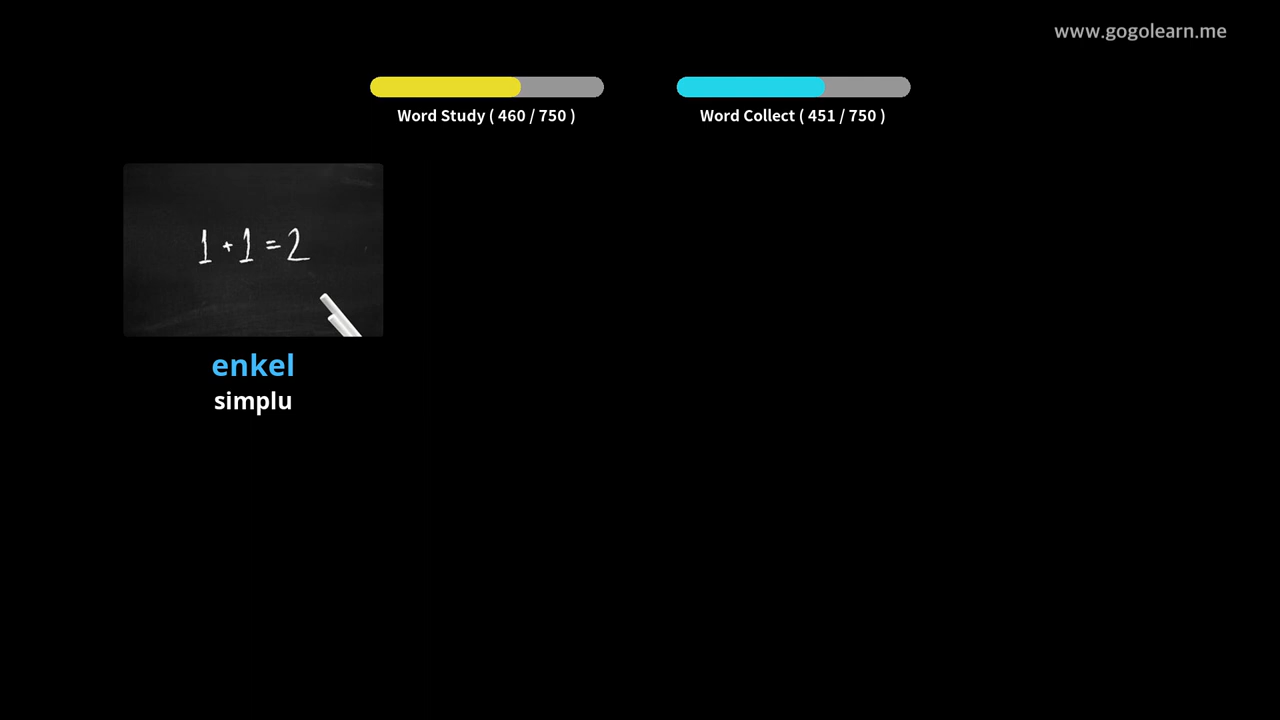 www.gogolearn.me
Word Study ( 460 / 750 )
Word Collect ( 451 / 750 )
1 + 1 = 2
enkel
simplu